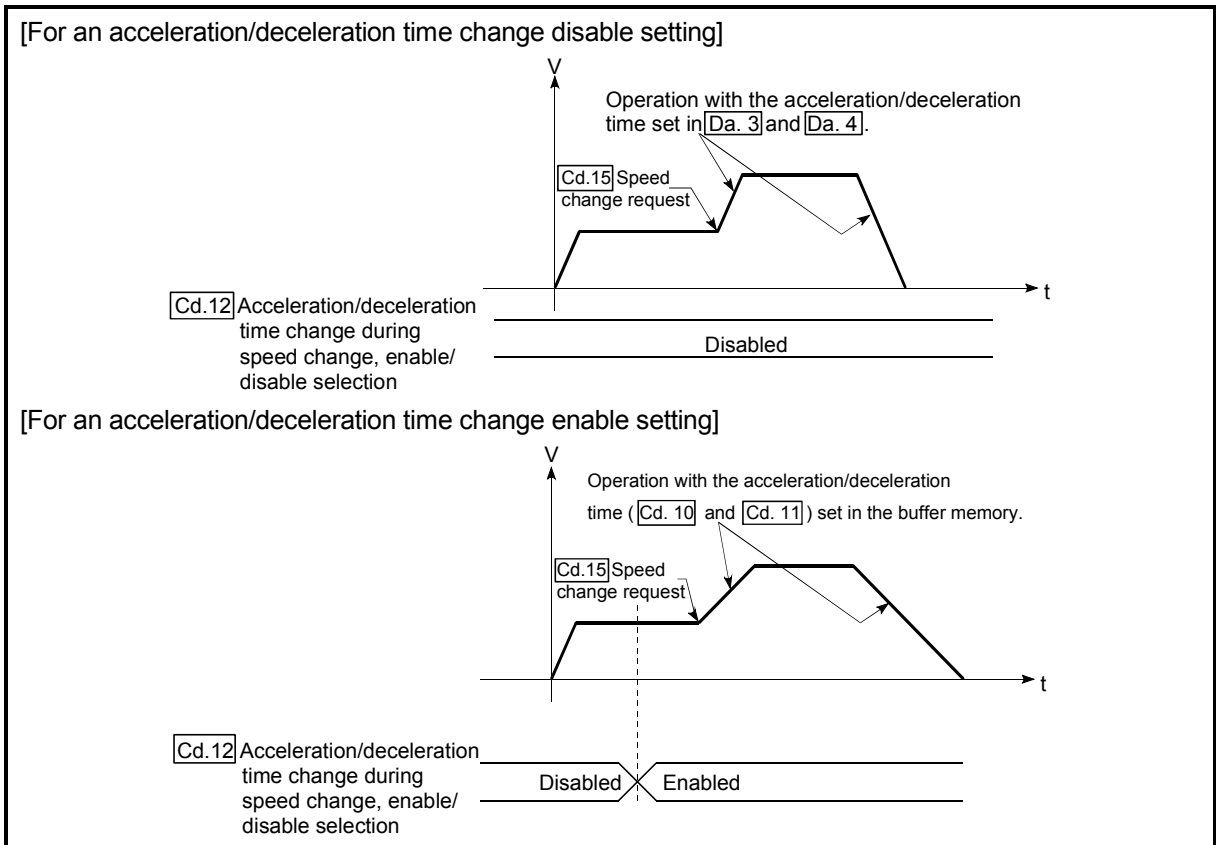 [For an acceleration/deceleration time change disable setting]
V
Operation with the acceleration/deceleration
time set in Da. 3 and Da. 4.
Cd.15 Speed
change request
t
Cd.12 Acceleration/deceleration
time change during
speed change, enable/
disable selection
Disabled
[For an acceleration/deceleration time change enable setting]
V
Operation with the acceleration/deceleration
time ( Cd. 10 and Cd. 11 ) set in the buffer memory.
Cd.15 Speed
change request
t
Cd.12 Acceleration/deceleration
time change during
speed change, enable/
disable selection
Disabled Enabled